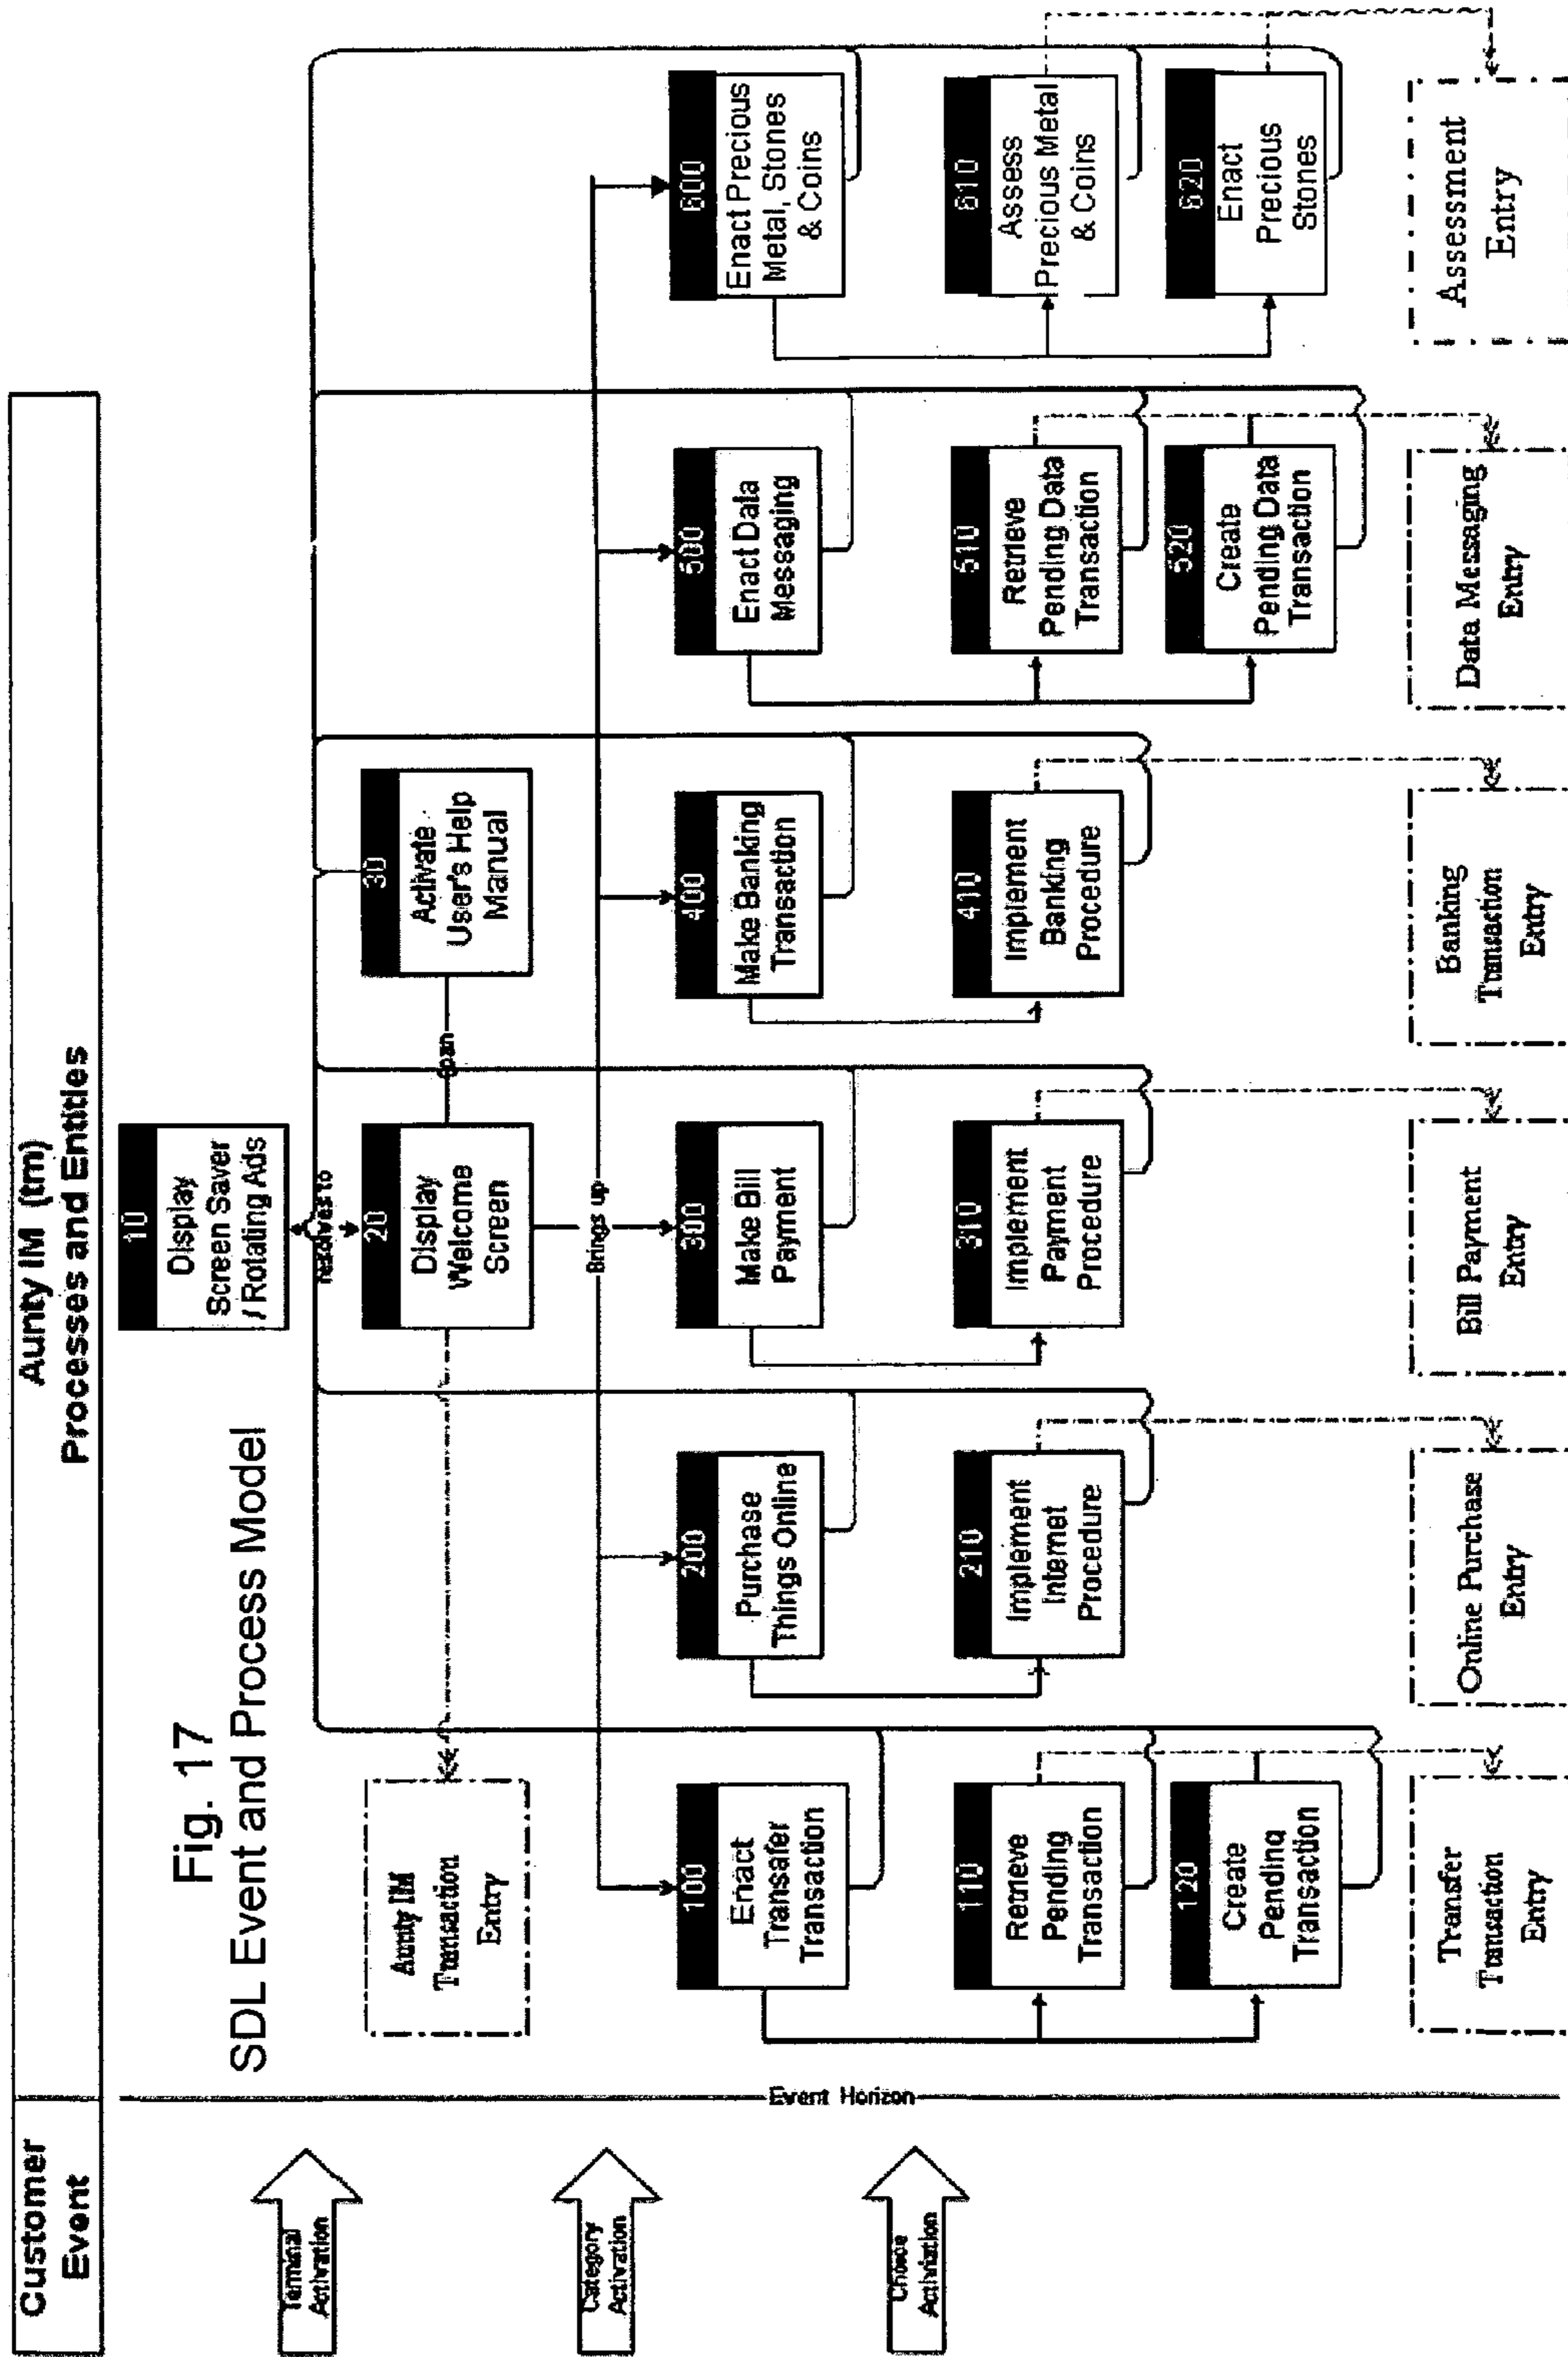 Customer
Event
Aunty IM (tm)
Processes and Entities
Fig. 17
SDL Event and Process Model
Terminal
Activation
Category
Activation
Choice
Activation
Event Horizon
10
Display
Screen Saver
/ Rotating Ads
resolves to
20
Display
Welcome
Screen
30
Activate
User's Help
Manual
Aunty IM
Transaction
Entry
Brings up
100
Enact
Transafer
Transaction
200
Purchase
Things Online
300
Make Bill
Payment
400
Make Banking
Transaction
500
Enact Data
Messaging
600
Enact Precious
Metal, Stones
& Coins
110
Retrieve
Pending
Transaction
210
Implement
Internet
Procedure
310
Implement
Payment
Procedure
410
Implement
Banking
Procedure
510
Retrieve
Pending Data
Transaction
610
Assess
Precious Metal
& Coins
120
Create
Pending
Transaction
520
Create
Pending Data
Transaction
620
Enact
Precious
Stones
Transfer
Transaction
Entry
Online Purchase
Entry
Bill Payment
Entry
Banking
Transaction
Entry
Data Messaging
Entry
Assessment
Entry